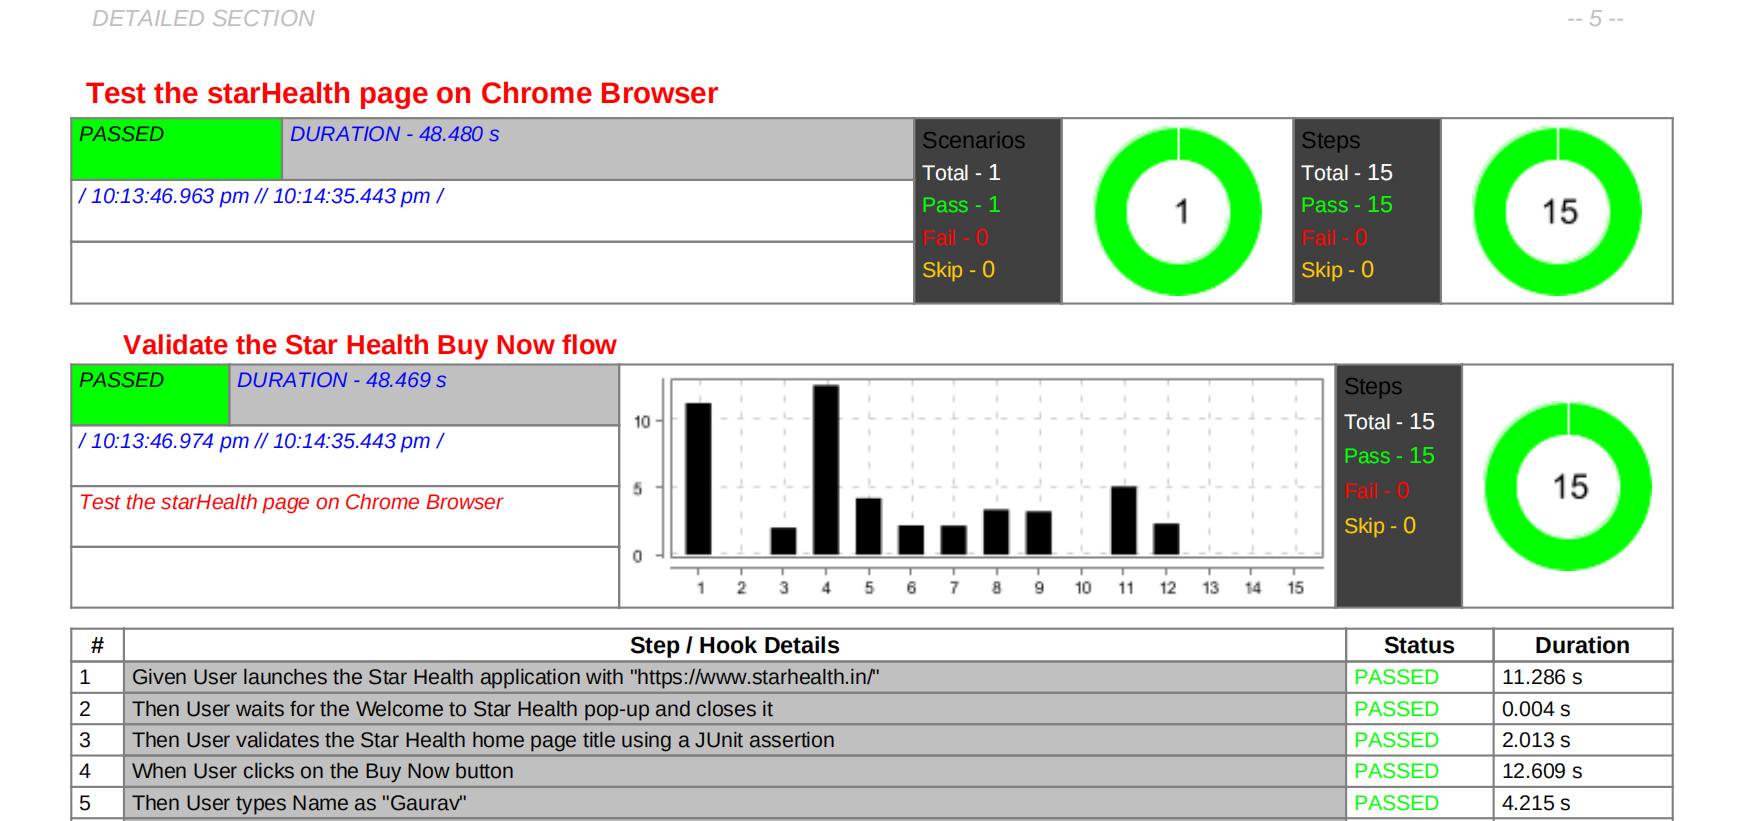 DETAILED SECTION
-- 5 --
Test the starHealth page on Chrome Browser
PASSED
DURATION - 48.480 s
/ 10:13:46.963 pm // 10:14:35.443 pm /
Scenarios
Total - 1
Pass - 1
Fail - 0
Skip - 0
1
Steps
Total - 15
Pass - 15
Fail - 0
Skip - 0
15
Validate the Star Health Buy Now flow
PASSED
DURATION - 48.469 s
/ 10:13:46.974 pm // 10:14:35.443 pm /
Test the starHealth page on Chrome Browser
10
5
0
1 2 3 4 5 6 7 8 9 10 11 12 13 14 15
Steps
Total - 15
Pass - 15
Fail - 0
Skip - 0
15
# Step / Hook Details Status Duration
1 Given User launches the Star Health application with "https://www.starhealth.in/" PASSED 11.286 s
2 Then User waits for the Welcome to Star Health pop-up and closes it PASSED 0.004 s
3 Then User validates the Star Health home page title using a JUnit assertion PASSED 2.013 s
4 When User clicks on the Buy Now button PASSED 12.609 s
5 Then User types Name as "Gaurav" PASSED 4.215 s